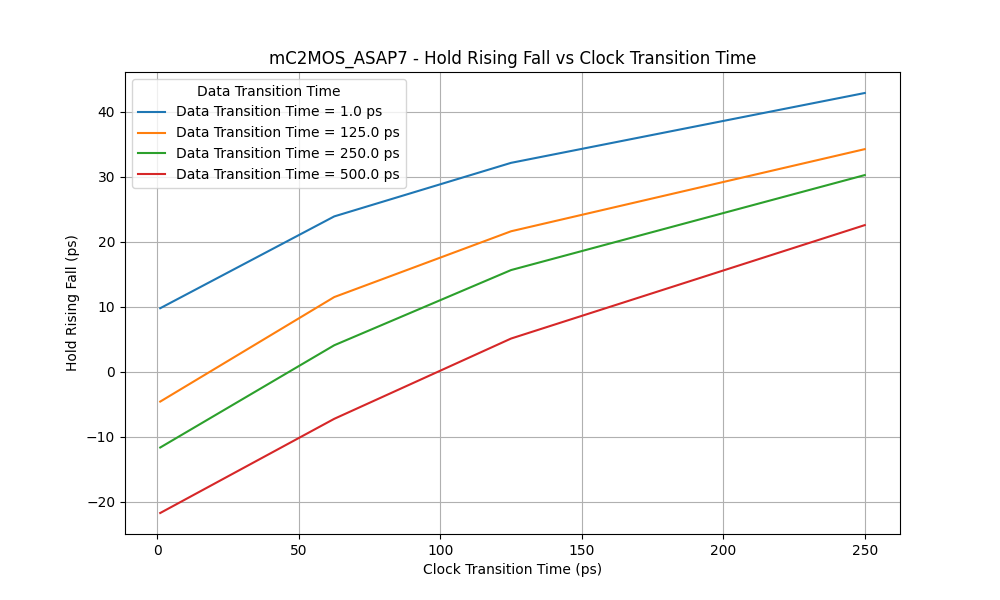 mC2MOS_ASAP7 - Hold Rising Fall vs Clock Transition Time
Data Transition Time
Data Transition Time = 1.0 ps
Data Transition Time = 125.0 ps
Data Transition Time = 250.0 ps
Data Transition Time = 500.0 ps
Hold Rising Fall (ps)
40
30
20
10
0
−10
−20
0 50 100 150 200 250
Clock Transition Time (ps)